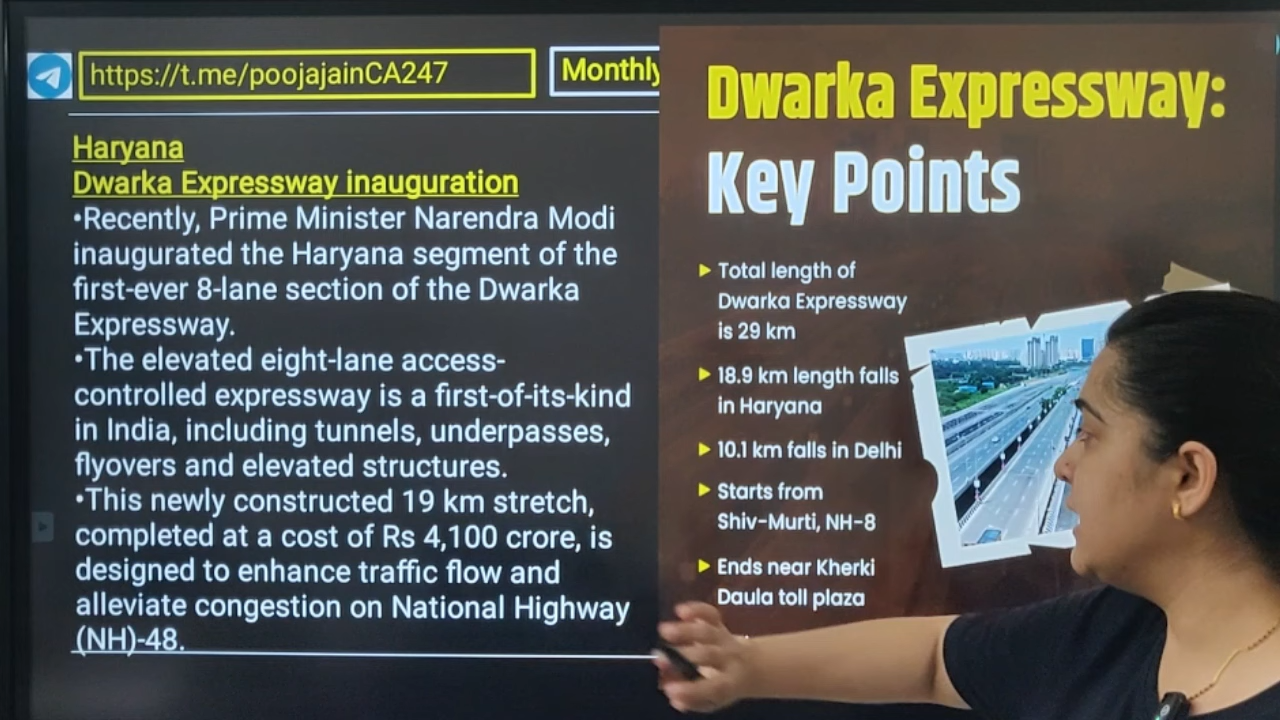 https://t.me/poojajainCA247
Monthly
Haryana
Dwarka Expressway inauguration
•Recently, Prime Minister Narendra Modi
inaugurated the Haryana segment of the
first-ever 8-lane section of the Dwarka
Expressway.
•The elevated eight-lane access-
controlled expressway is a first-of-its-kind
in India, including tunnels, underpasses,
flyovers and elevated structures.
•This newly constructed 19 km stretch,
completed at a cost of Rs 4,100 crore, is
designed to enhance traffic flow and
alleviate congestion on National Highway
(NH)-48.
Dwarka Expressway:
Key Points
Total length of
Dwarka Expressway
is 29 km
18.9 km length falls
in Haryana
10.1 km falls in Delhi
Starts from
Shiv-Murti, NH-8
Ends near Kherki
Daula toll plaza